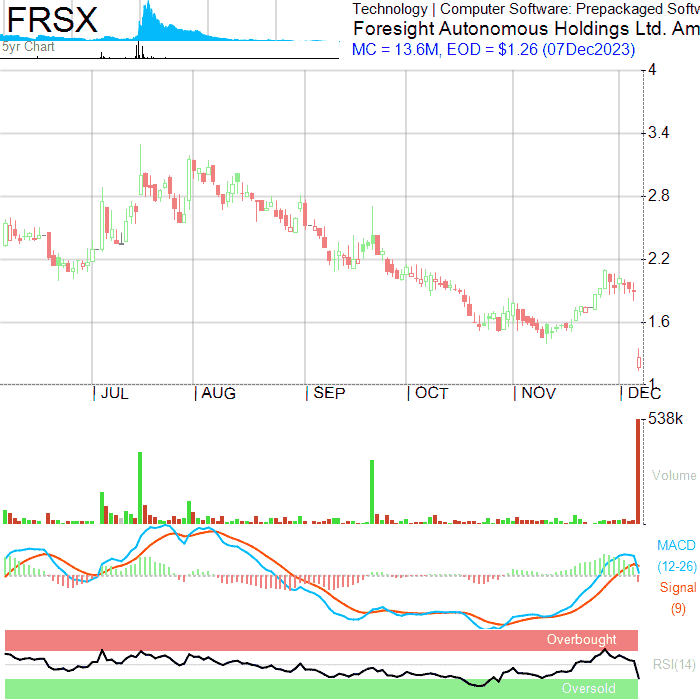 FRSX
5yr Chart
Technology | Computer Software: Prepackaged Softw
Foresight Autonomous Holdings Ltd. Am
MC = 13.6M, EOD = $1.26 (07Dec2023)
4
3.4
2.8
2.2
1.6
1
JUL AUG SEP OCT NOV DEC
538k
Volume
MACD
(12-26)
Signal
(9)
Overbought
RSI(14)
Oversold